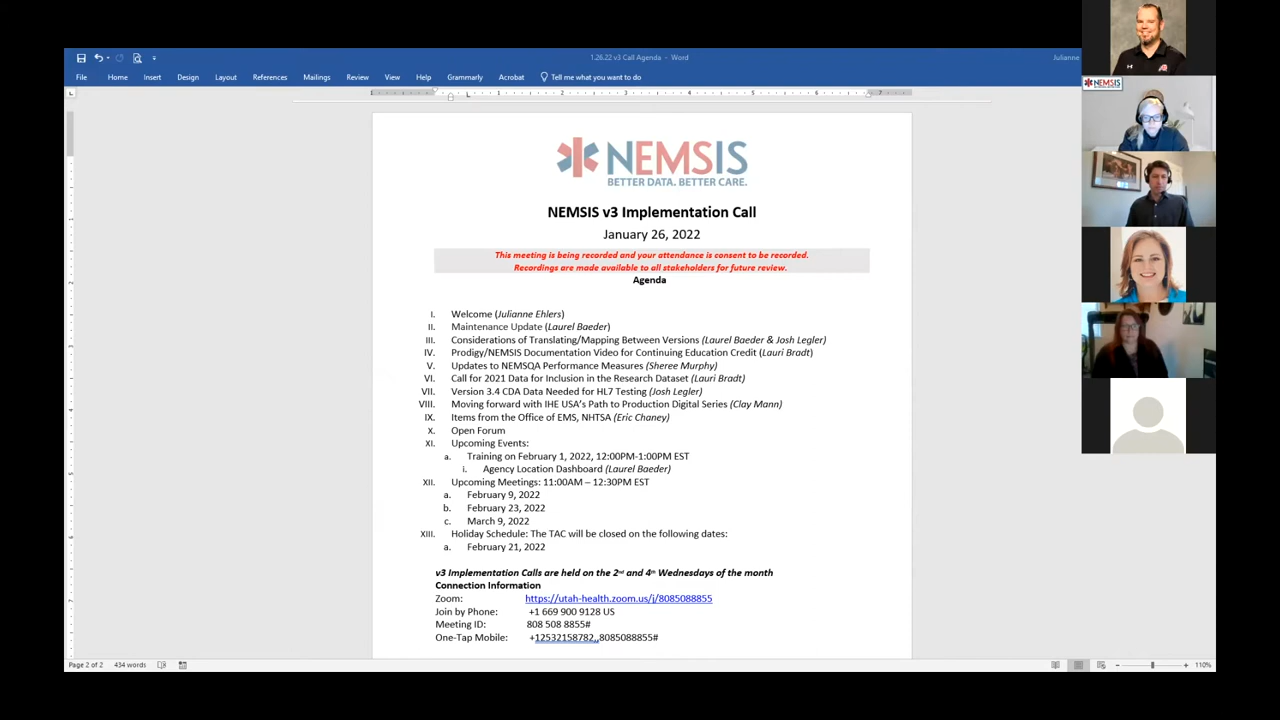 1.26.22 v3 Call Agenda - Word
Julianne
File Home Insert Design Layout References Mailings Review View Help Grammarly Acrobat Tell me what you want to do
NEMSIS
BETTER DATA. BETTER CARE.
NEMSIS v3 Implementation Call
January 26, 2022
This meeting is being recorded and your attendance is consent to be recorded.
Recordings are made available to all stakeholders for future review.
Agenda
I. Welcome (Julianne Ehlers)
II. Maintenance Update (Laurel Baeder)
III. Considerations of Translating/Mapping Between Versions (Laurel Baeder & Josh Legler)
IV. Prodigy/NEMSIS Documentation Video for Continuing Education Credit (Lauri Bradt)
V. Updates to NEMSQA Performance Measures (Sheree Murphy)
VI. Call for 2021 Data for Inclusion in the Research Dataset (Lauri Bradt)
VII. Version 3.4 CDA Data Needed for HL7 Testing (Josh Legler)
VIII. Moving forward with IHE USA's Path to Production Digital Series (Clay Mann)
IX. Items from the Office of EMS, NHTSA (Eric Chaney)
X. Open Forum
XI. Upcoming Events:
a. Training on February 1, 2022, 12:00PM-1:00PM EST
i. Agency Location Dashboard (Laurel Baeder)
XII. Upcoming Meetings: 11:00AM – 12:30PM EST
a. February 9, 2022
b. February 23, 2022
c. March 9, 2022
XIII. Holiday Schedule: The TAC will be closed on the following dates:
a. February 21, 2022
v3 Implementation Calls are held on the 2nd and 4th Wednesdays of the month
Connection Information
Zoom: https://utah-health.zoom.us/j/8085088855
Join by Phone: +1 669 900 9128 US
Meeting ID: 808 508 8855#
One-Tap Mobile: +12532158782,,8085088855#
Page 2 of 2 434 words
110%
NEMSIS